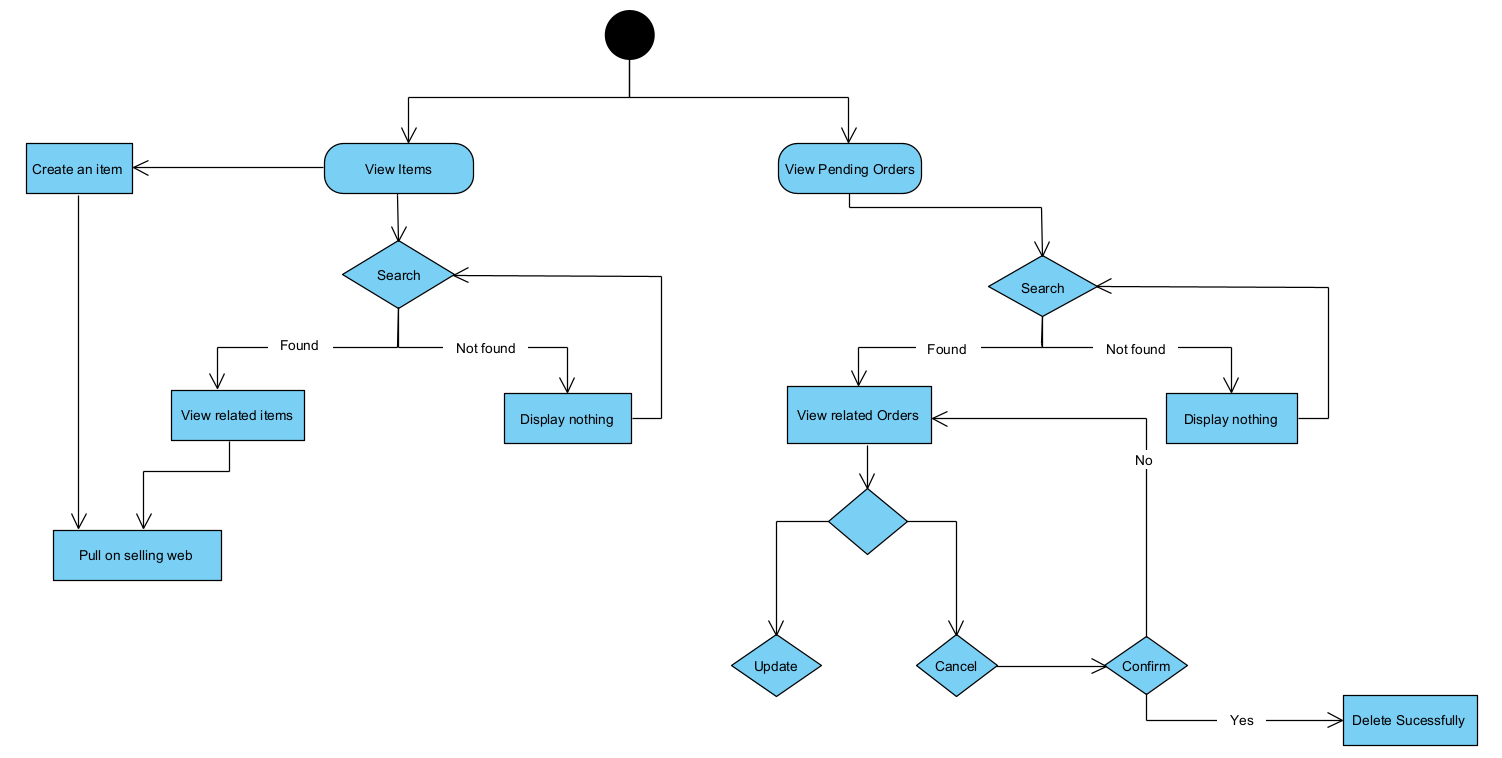 Create an item
View Items
View Pending Orders
Search
Search
Found
Not found
Found
Not found
View related items
Display nothing
View related Orders
Display nothing
No
Pull on selling web
Update
Cancel
Confirm
Yes
Delete Sucessfully